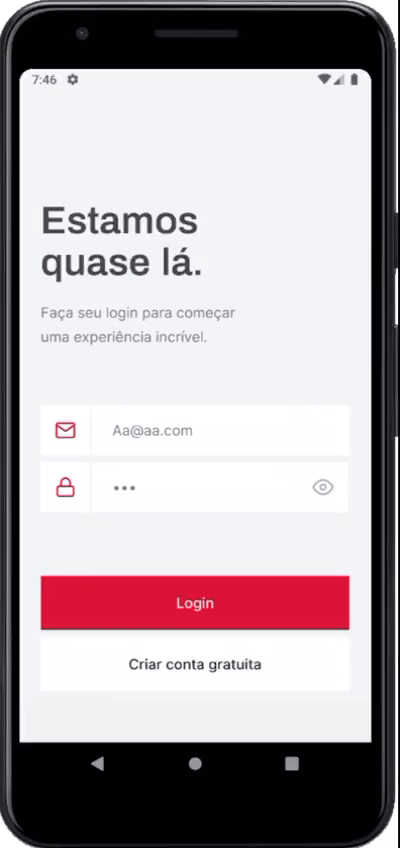 7:46
Estamos
quase lá.
Faça seu login para começar
uma experiência incrível.
Aa@aa.com
•••
Login
Criar conta gratuita